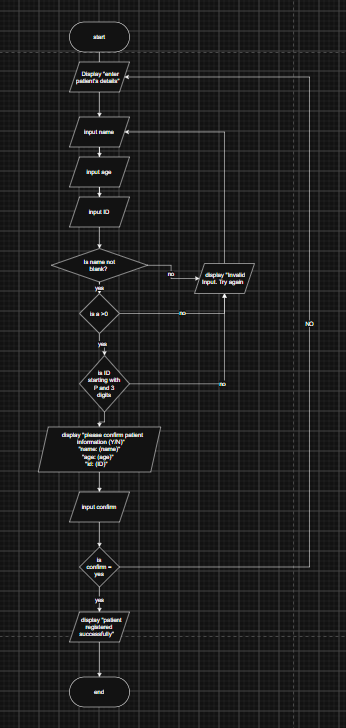 start
Display "enter
patient's details"
input name
input age
input ID
Is name not
blank?
no
display "Invalid
Input. Try again
yes
is a >0
no
NO
yes
is ID
starting with
P and 3
digits
no
display "please confirm patient
information (Y/N)"
"name: (name)"
"age: (age)"
"id: (ID)"
input confirm
is
confirm =
yes
yes
display "patient
registered
successfully"
end